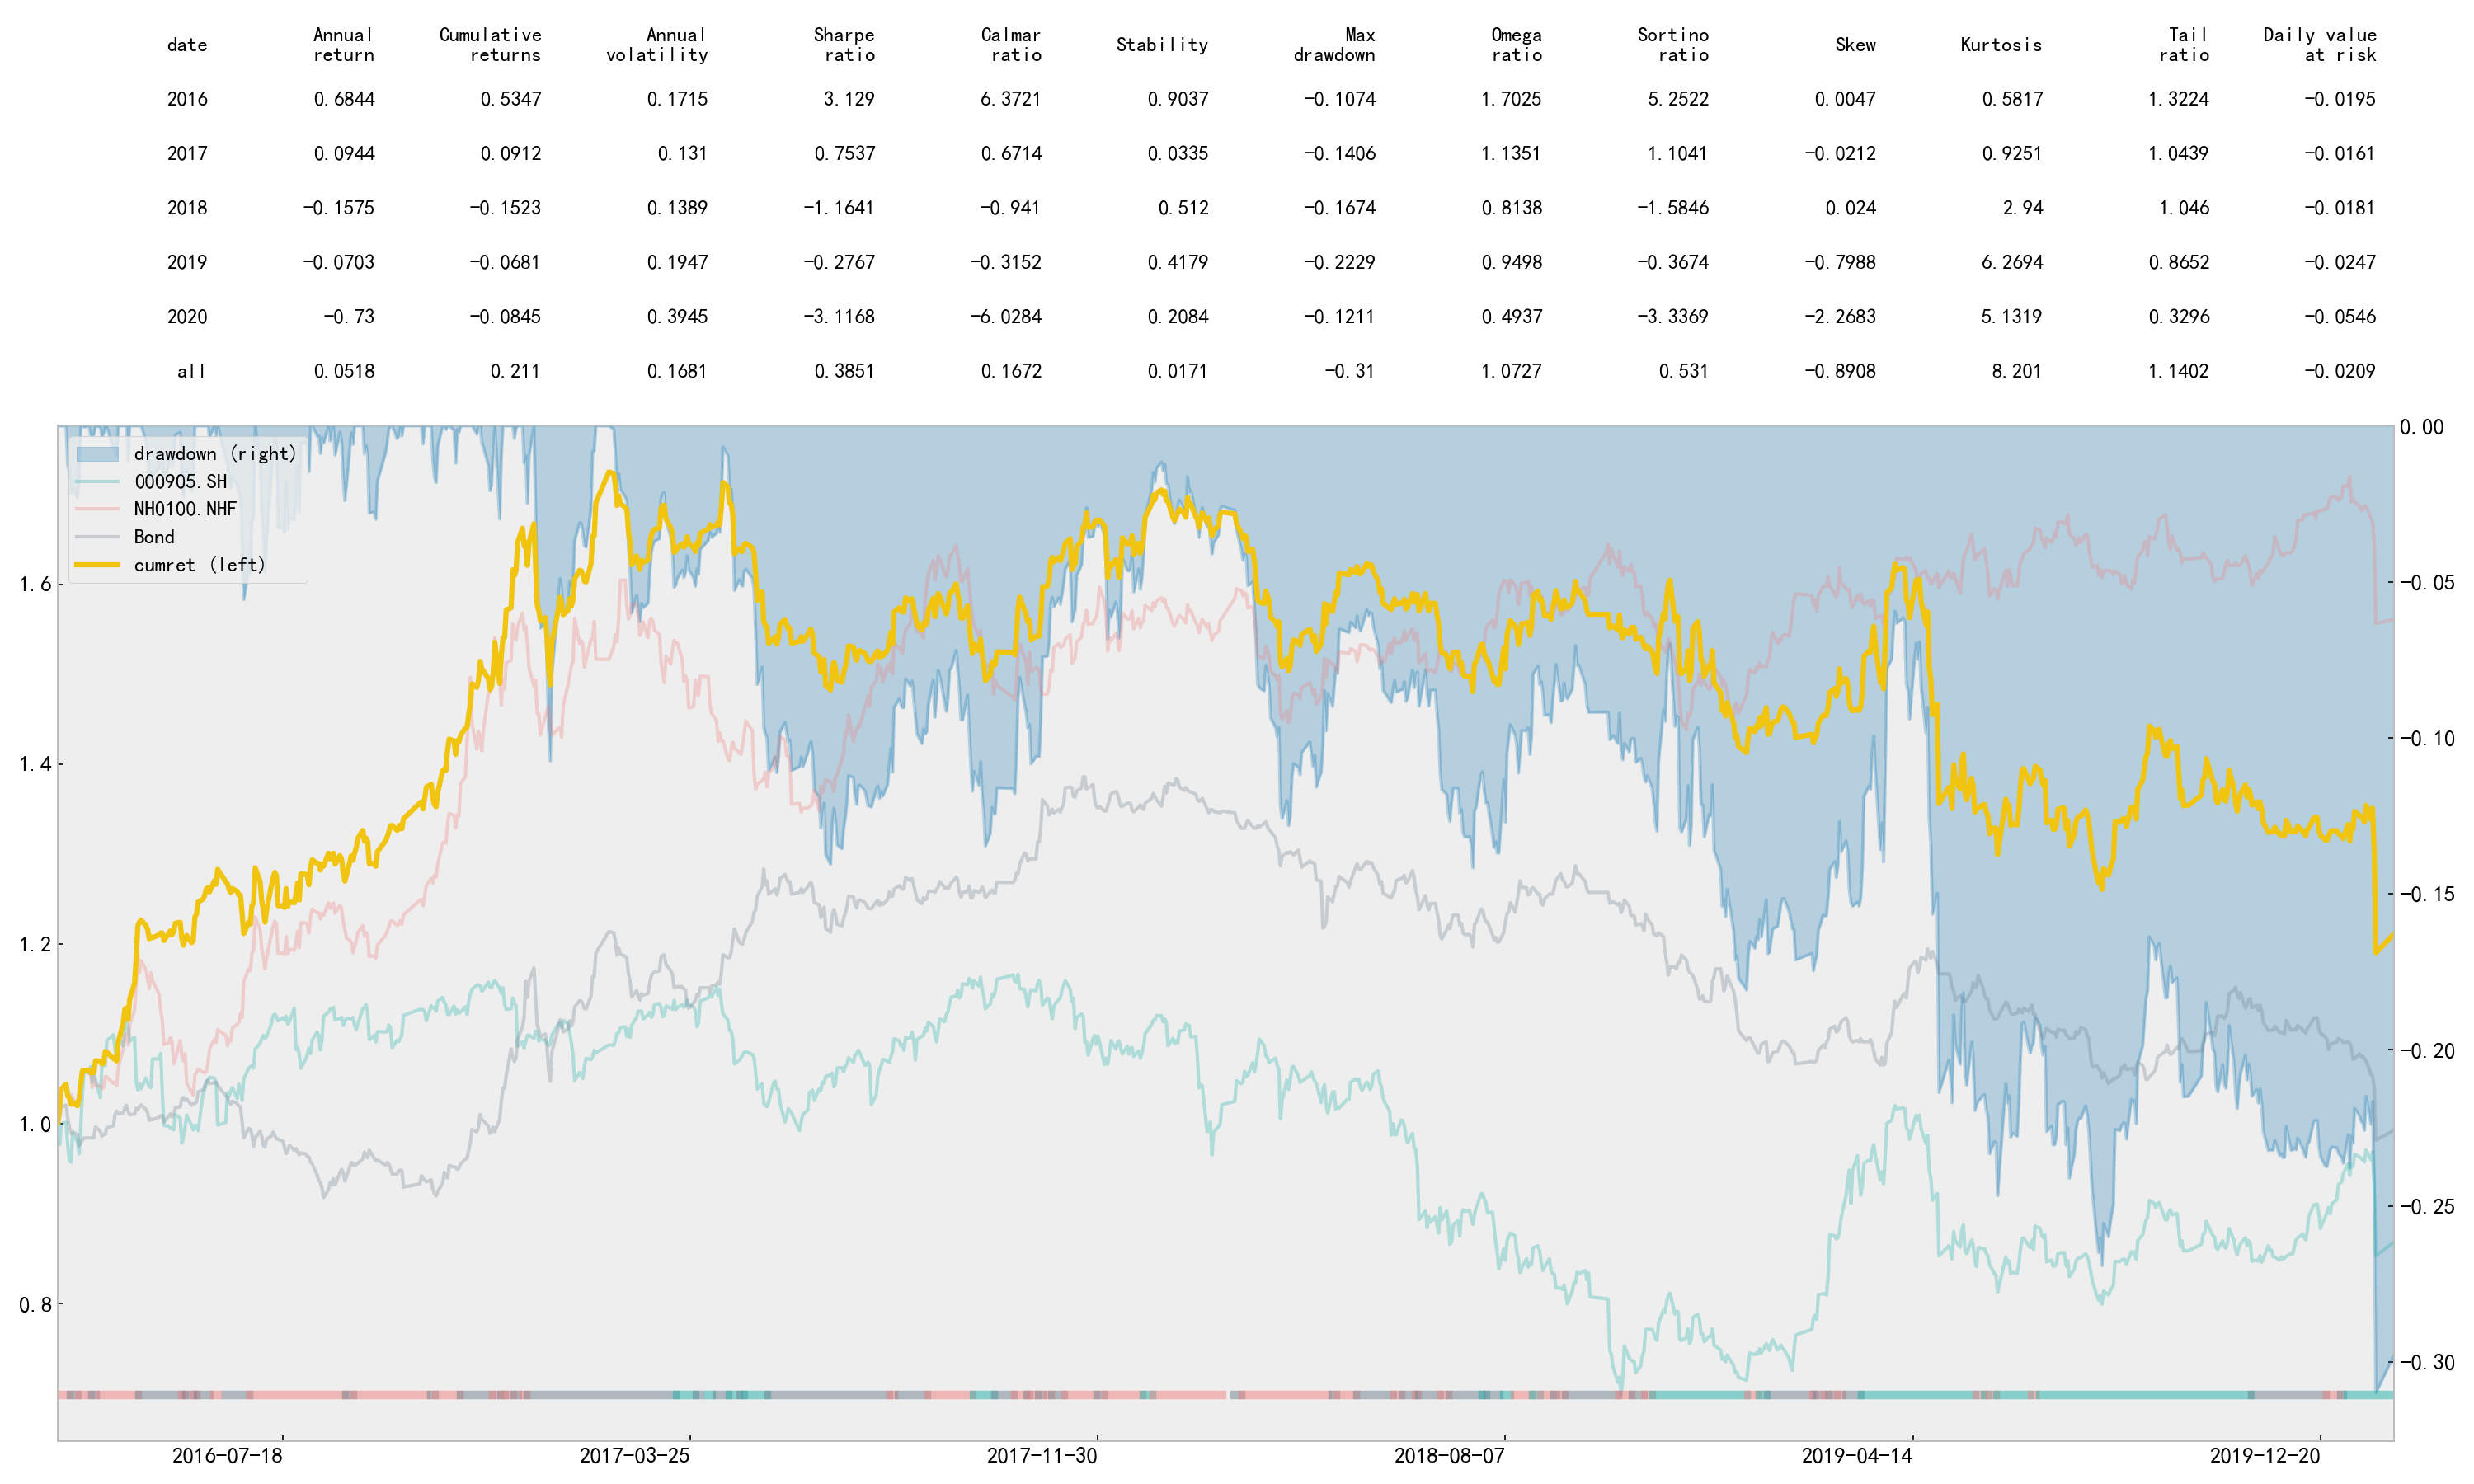 date Annual return Cumulative returns Annual volatility Sharpe ratio Calmar ratio Stability Max drawdown Omega ratio Sortino ratio Skew Kurtosis Tail ratio Daily value at risk
2016 0.6844 0.5347 0.1715 3.129 6.3721 0.9037 -0.1074 1.7025 5.2522 0.0047 0.5817 1.3224 -0.0195
2017 0.0944 0.0912 0.131 0.7537 0.6714 0.0335 -0.1406 1.1351 1.1041 -0.0212 0.9251 1.0439 -0.0161
2018 -0.1575 -0.1523 0.1389 -1.1641 -0.941 0.512 -0.1674 0.8138 -1.5846 0.024 2.94 1.046 -0.0181
2019 -0.0703 -0.0681 0.1947 -0.2767 -0.3152 0.4179 -0.2229 0.9498 -0.3674 -0.7988 6.2694 0.8652 -0.0247
2020 -0.73 -0.0845 0.3945 -3.1168 -6.0284 0.2084 -0.1211 0.4937 -3.3369 -2.2683 5.1319 0.3296 -0.0546
all 0.0518 0.211 0.1681 0.3851 0.1672 0.0171 -0.31 1.0727 0.531 -0.8908 8.201 1.1402 -0.0209
drawdown (right)
000905.SH
NH0100.NHF
Bond
cumret (left)
1.6
1.4
1.2
1.0
0.8
0.00
-0.05
-0.10
-0.15
-0.20
-0.25
-0.30
2016-07-18 2017-03-25 2017-11-30 2018-08-07 2019-04-14 2019-12-20